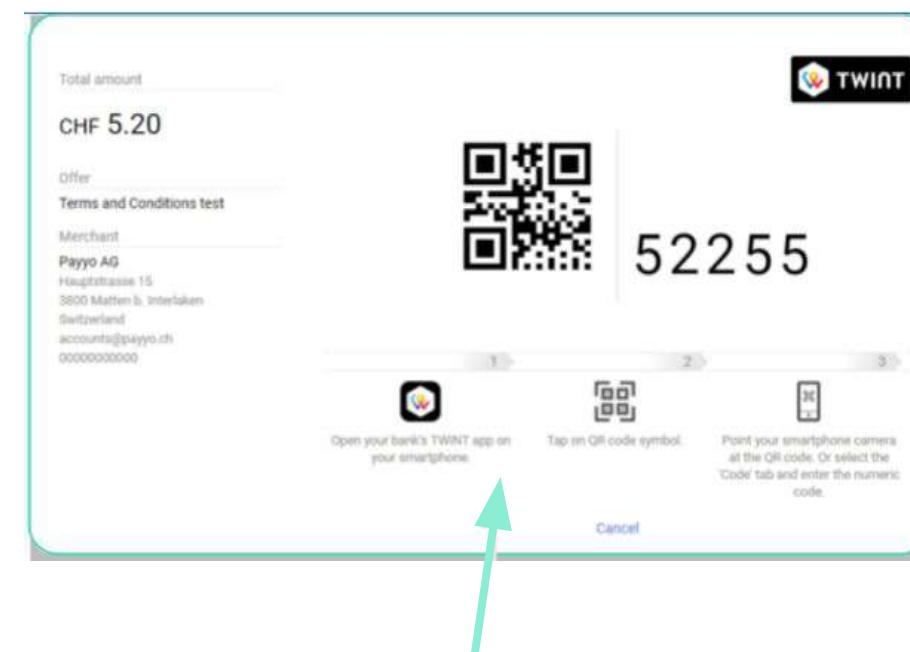 Total amount
CHF 5.20
Offer
Terms and Conditions test
Merchant
Payyo AG
Hauptstrasse 15
3800 Matten b. Interlaken
Switzerland
accounts@payyo.ch
00000000000
TWINT
52255
1
2
3
Open your bank's TWINT app on
your smartphone.
Tap on QR code symbol.
Point your smartphone camera
at the QR code. Or select the
'Code' tab and enter the numeric
code.
Cancel